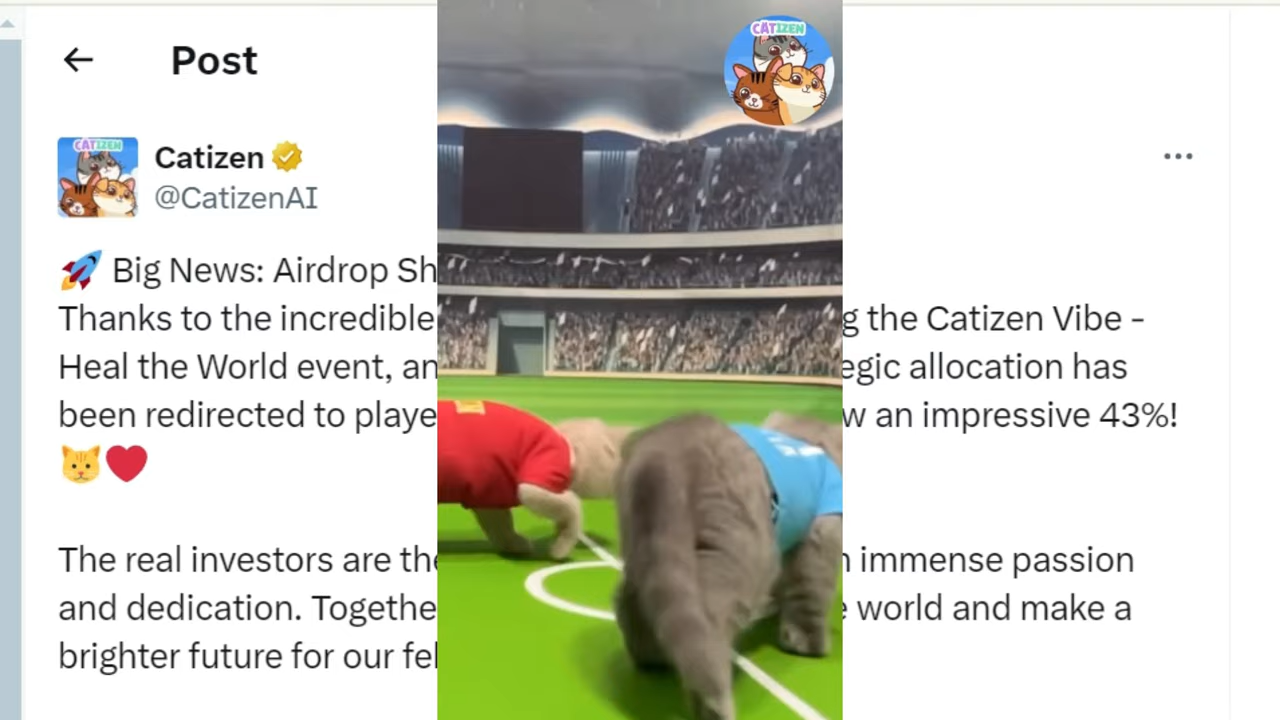 Post
CATIZEN
CATIZEN
Catizen
@CatizenAI
Big News: Airdrop Sh
Thanks to the incredible
g the Catizen Vibe -
Heal the World event, an
egic allocation has
been redirected to playe
w an impressive 43%!
The real investors are the
n immense passion
and dedication. Togethe
e world and make a
brighter future for our fel